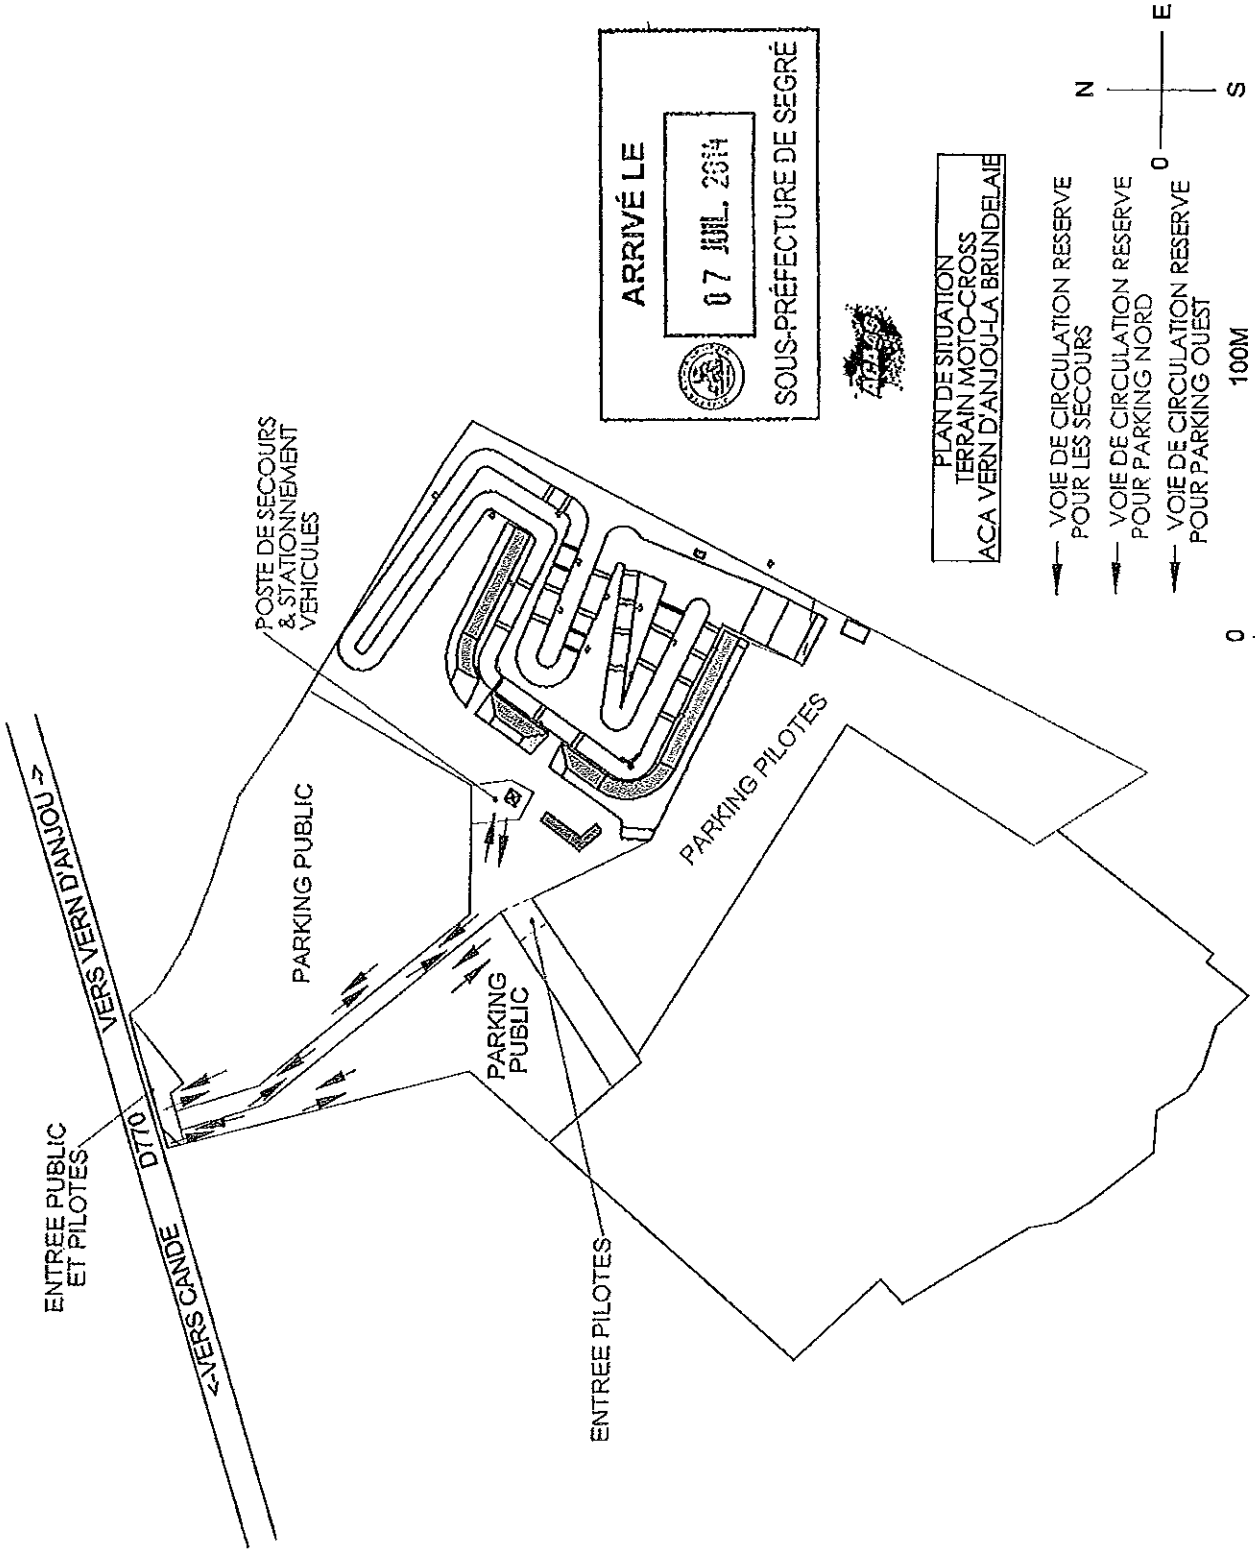 ENTREE PUBLIC
ET PILOTES
<-VERS CANDE
D770
VERS VERN D'ANJOU ->
PARKING PUBLIC
POSTE DE SECOURS
& STATIONNEMENT
VEHICULES
PARKING
PUBLIC
ENTREE PILOTES
PARKING PILOTES
ARRIVÉ LE
07 JUIL. 2014
SOUS-PRÉFECTURE DE SEGRÉ
PLAN DE SITUATION
TERRAIN MOTO-CROSS
ACA VERN D'ANJOU-LA BRUNDELAIE
VOIE DE CIRCULATION RESERVE
POUR LES SECOURS
VOIE DE CIRCULATION RESERVE
POUR PARKING NORD
VOIE DE CIRCULATION RESERVE
POUR PARKING OUEST
N
O
E
S
0
100M